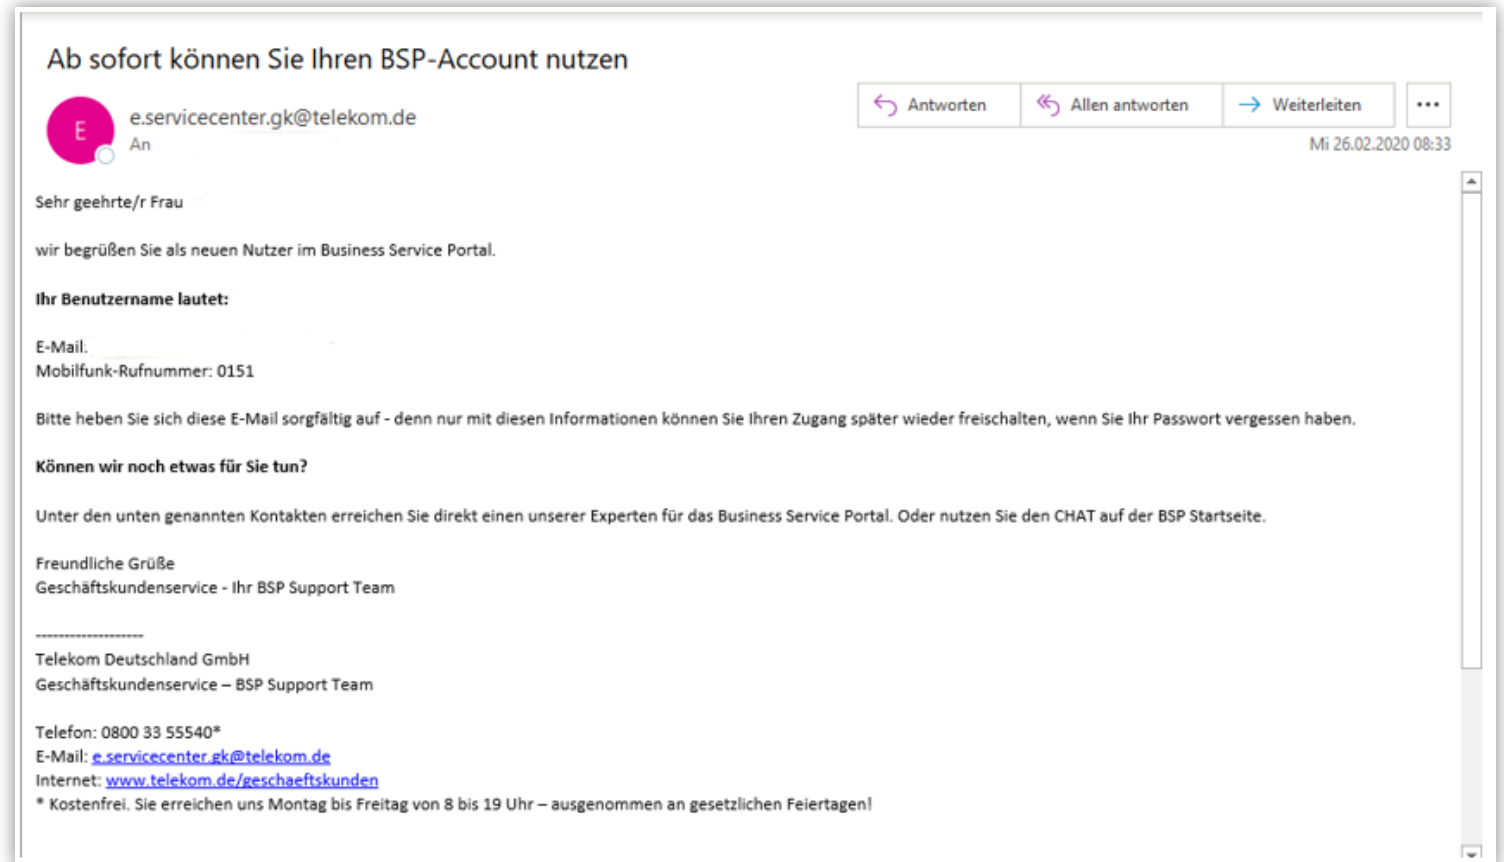 Ab sofort können Sie Ihren BSP-Account nutzen
E
e.servicecenter.gk@telekom.de
An
Antworten
Allen antworten
Weiterleiten
...
Mi 26.02.2020 08:33
Sehr geehrte/r Frau
wir begrüßen Sie als neuen Nutzer im Business Service Portal.
Ihr Benutzername lautet:
E-Mail:
Mobilfunk-Rufnummer: 0151
Bitte heben Sie sich diese E-Mail sorgfältig auf - denn nur mit diesen Informationen können Sie Ihren Zugang später wieder freischalten, wenn Sie Ihr Passwort vergessen haben.
Können wir noch etwas für Sie tun?
Unter den unten genannten Kontakten erreichen Sie direkt einen unserer Experten für das Business Service Portal. Oder nutzen Sie den CHAT auf der BSP Startseite.
Freundliche Grüße
Geschäftskundenservice - Ihr BSP Support Team
-------------------
Telekom Deutschland GmbH
Geschäftskundenservice – BSP Support Team
Telefon: 0800 33 55540*
E-Mail: e.servicecenter.gk@telekom.de
Internet: www.telekom.de/geschaeftskunden
* Kostenfrei. Sie erreichen uns Montag bis Freitag von 8 bis 19 Uhr – ausgenommen an gesetzlichen Feiertagen!